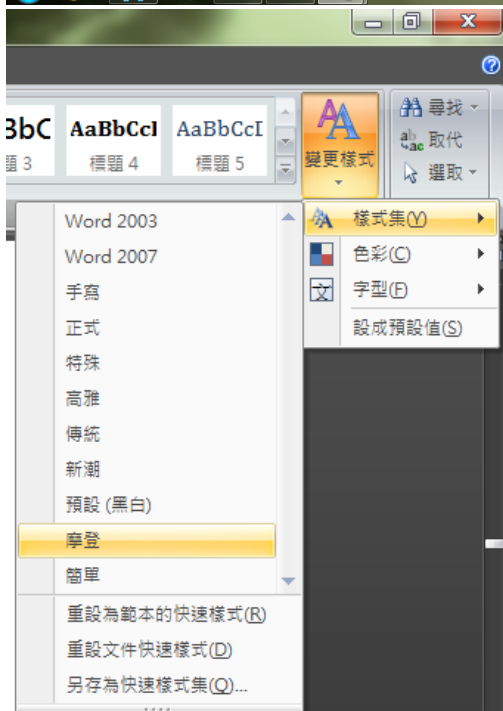 3bC AaBbCcl AaBbCcI
題 3 標題 4 標題 5
變更樣式
尋找
取代
選取
樣式集(Y)
色彩(C)
字型(F)
設成預設值(S)
Word 2003
Word 2007
手寫
正式
特殊
高雅
傳統
新潮
預設 (黑白)
摩登
簡單
重設為範本的快速樣式(R)
重設文件快速樣式(D)
另存為快速樣式集(Q)...